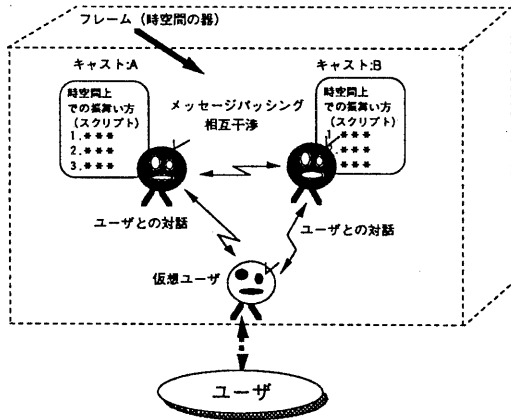 フレーム（時空間の器）
キャスト:A
キャスト:B
時空間上
での振舞い方
（スクリプト）
1.＊＊＊
2.＊＊＊
3.＊＊＊
メッセージパッシング
相互干渉
時空間上
での振舞い方
（スクリプト）
1.＊＊＊
＊＊＊
＊＊＊
ユーザとの対話
ユーザとの対話
仮想ユーザ
ユーザ